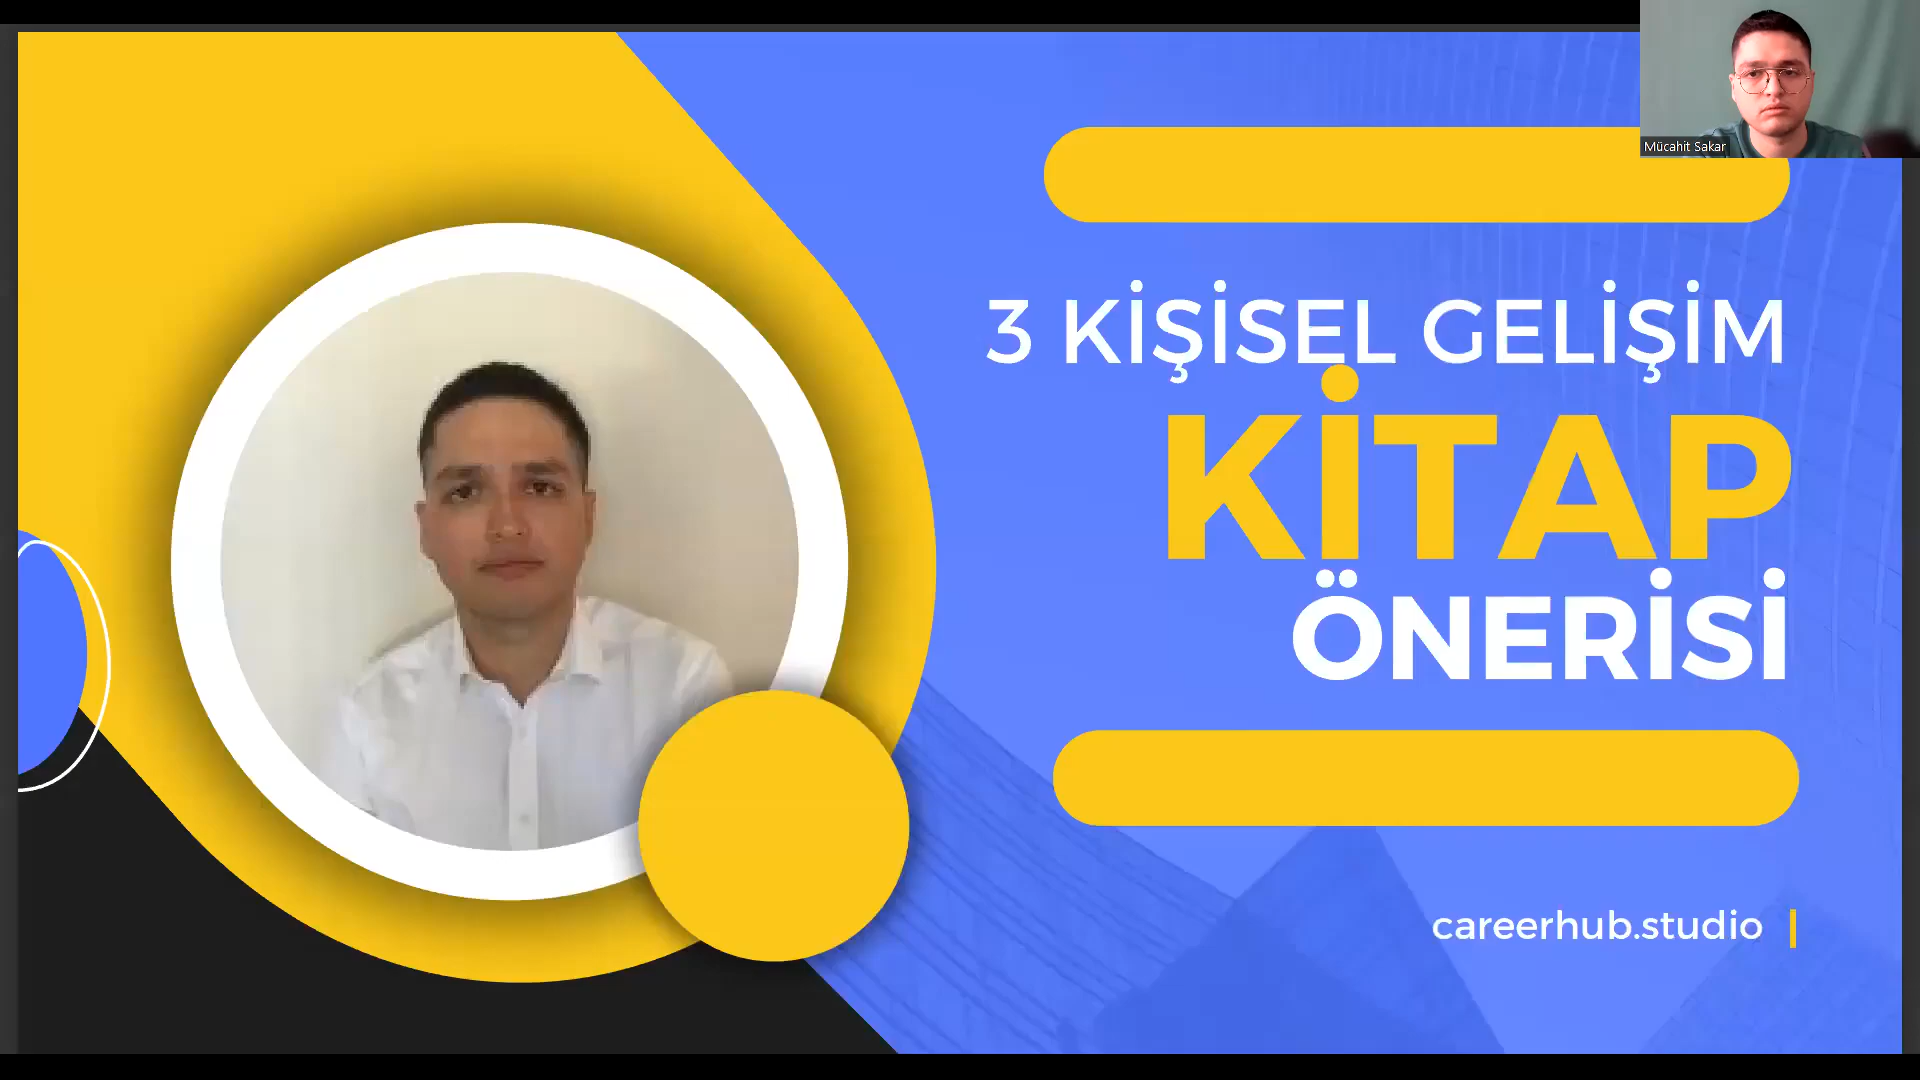 Mücahit Sakar
3 KİŞİSEL GELİŞİM
KİTAP
ÖNERİSİ
careerhub.studio